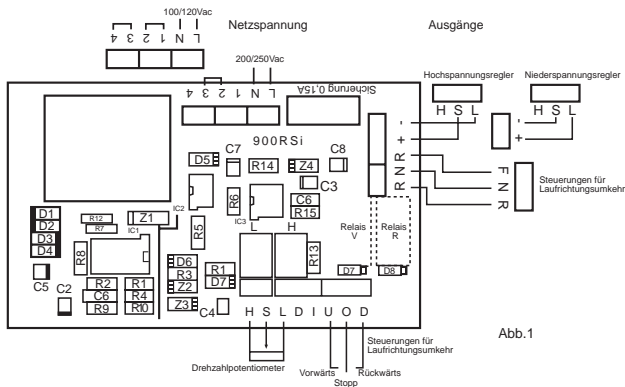 100/120Vac
Netzspannung
Ausgänge
4 3 2 1 N L
200/250Vac
Hochspannungsregler
Niederspannungsregler
4 3 2 1 N L
Sicherung 0,15A
H S L
H S L
900RSi
-
+
-
+
C7
C8
D5
R14
Z4
R
N
R
F
N
R
Steuerungen für
Laufrichtungsumkehr
C3
IC2
R6
IC3
C6
R15
D1
D2
D3
D4
R12
R7
Z1
IC1
R5
L
H
Relais
V
Relais
R
R8
R13
D6
R3
Z2
R1
D7
D7
D8
C5
C2
R2
C6
R9
R1
R4
R10
Z3
C4
H S L D I U O D
Steuerungen für
Laufrichtungsumkehr
Abb.1
Drehzahlpotentiometer
Vorwärts
Rückwärts
Stopp